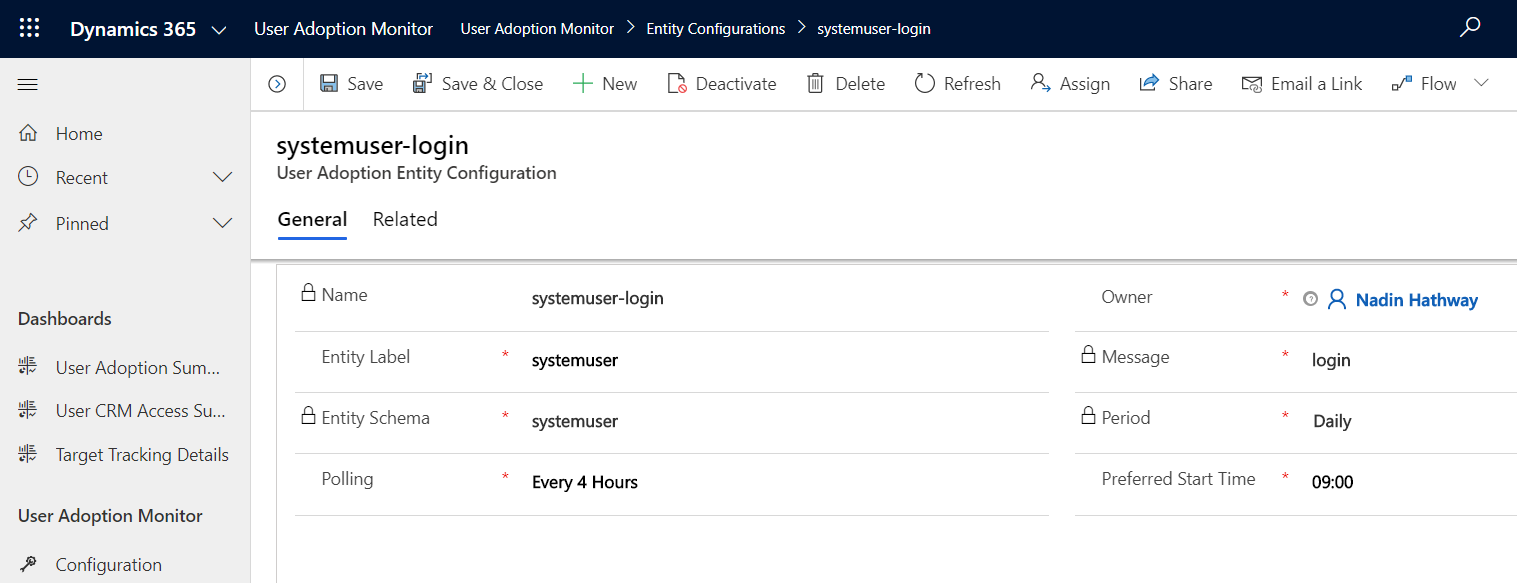 Dynamics 365 User Adoption Monitor User Adoption Monitor > Entity Configurations > systemuser-login
Save Save & Close New Deactivate Delete Refresh Assign Share Email a Link Flow
Home
Recent
Pinned
Dashboards
User Adoption Sum...
User CRM Access Su...
Target Tracking Details
User Adoption Monitor
Configuration
systemuser-login
User Adoption Entity Configuration
General Related
Name systemuser-login Owner * Nadin Hathway
Entity Label * systemuser Message * login
Entity Schema * systemuser Period * Daily
Polling * Every 4 Hours Preferred Start Time * 09:00